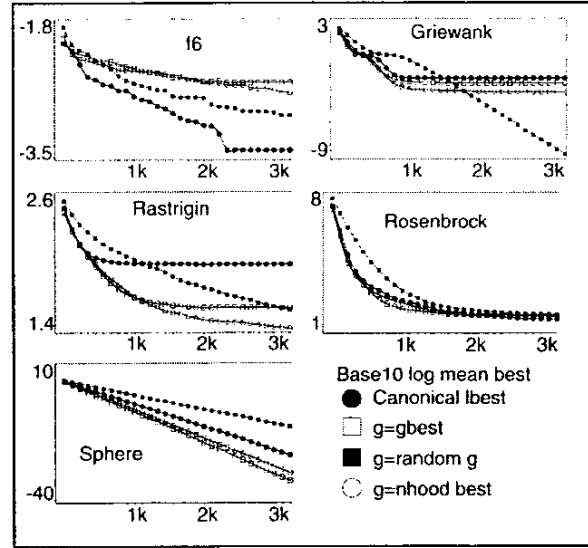 -1.8
f6
-3.5
1k 2k 3k
3
Griewank
-9
1k 2k 3k
2.6
Rastrigin
1.4
1k 2k 3k
8
Rosenbrock
1
1k 2k 3k
10
Sphere
-40
1k 2k 3k
Base10 log mean best
Canonical lbest
g=gbest
g=random g
g=nhood best